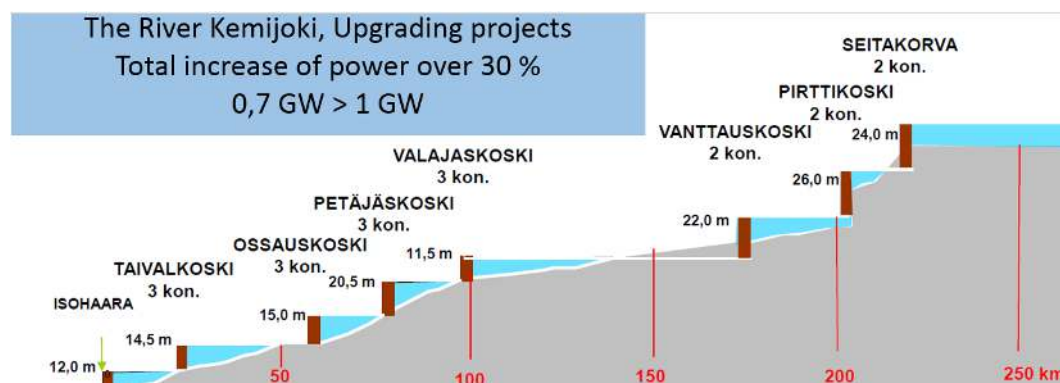 The River Kemijoki, Upgrading projects
Total increase of power over 30 %
0,7 GW > 1 GW
SEITAKORVA
2 kon.
PIRTTIKOSKI
2 kon.
24,0 m
VANTTAUSKOSKI
2 kon.
26,0 m
VALAJASKOSKI
3 kon.
22,0 m
PETÄJÄSKOSKI
3 kon.
11,5 m
OSSAUSKOSKI
3 kon.
20,5 m
TAIVALKOSKI
3 kon.
15,0 m
ISOHAARA
14,5 m
12,0 m
50
100
150
200
250 km